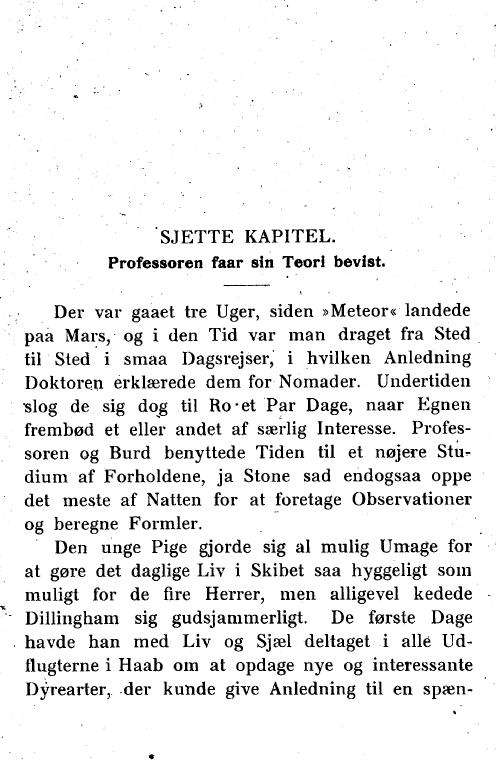 SJETTE KAPITEL.
Professoren faar sin Teori bevist.
Der var gaaet tre Uger, siden »Meteor« landede
paa Mars, og i den Tid var man draget fra Sted
til Sted i smaa Dagsrejser, i hvilken Anledning
Doktoren erklærede dem for Nomader. Undertiden
slog de sig dog til Ro et Par Dage, naar Egnen
frembød et eller andet af særlig Interesse. Profes-
soren og Burd benyttede Tiden til et nøjere Stu-
dium af Forholdene, ja Stone sad endogsaa oppe
det meste af Natten for at foretage Observationer
og beregne Formler.
Den unge Pige gjorde sig al mulig Umage for
at gøre det daglige Liv i Skibet saa hyggeligt som
muligt for de fire Herrer, men alligevel kedede
Dillingham sig gudsjammerligt. De første Dage
havde han med Liv og Sjæl deltaget i alle Ud-
flugterne i Haab om at opdage nye og interessante
Dyrearter, der kunde give Anledning til en spæn-